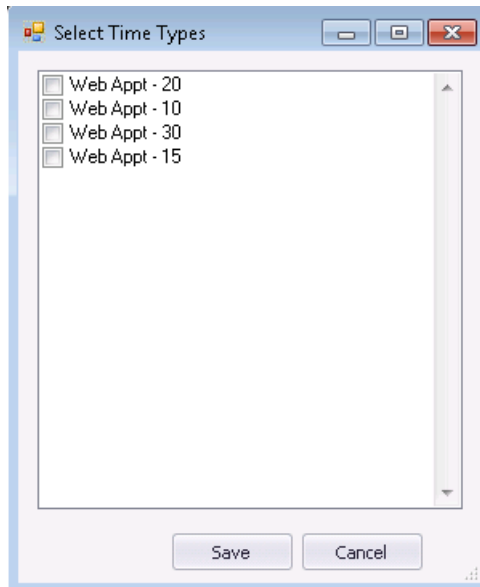 Select Time Types
Web Appt - 20
Web Appt - 10
Web Appt - 30
Web Appt - 15
Save Cancel